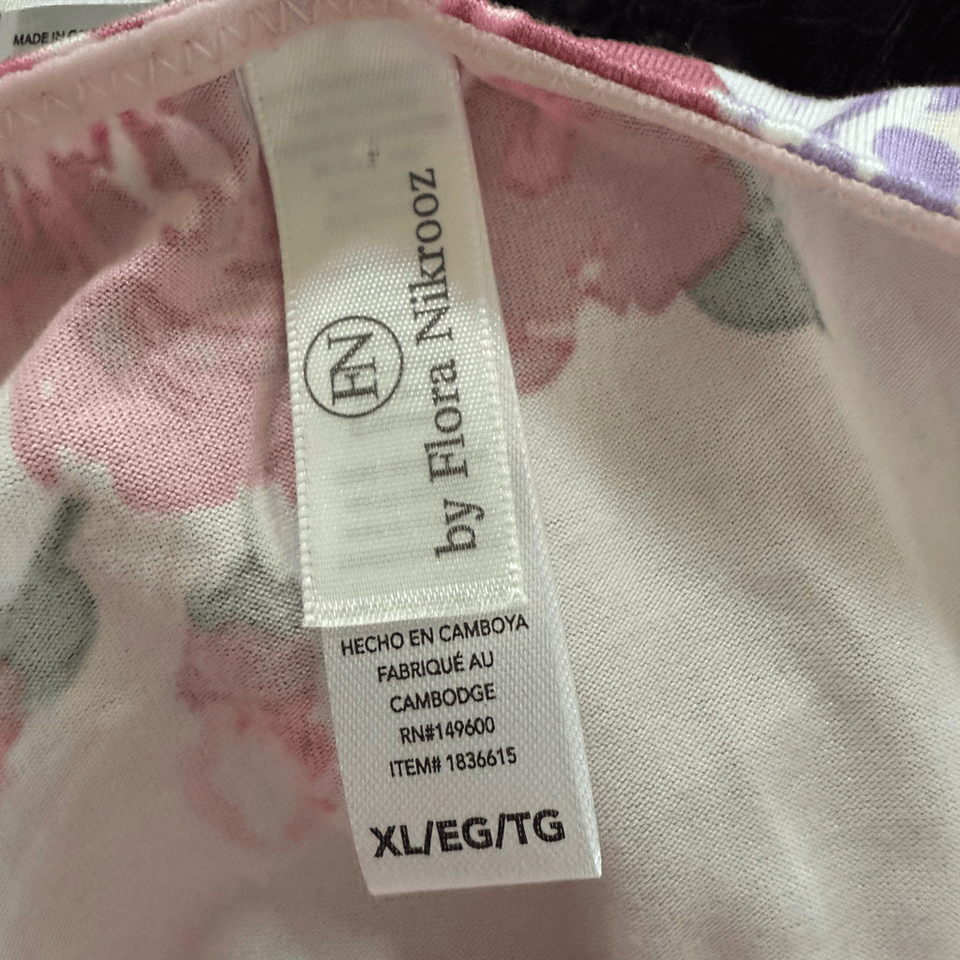 MADE IN
FN
by Flora Nikrooz
HECHO EN CAMBOYA
FABRIQUÉ AU
CAMBODGE
RN#149600
ITEM# 1836615
XL/EG/TG